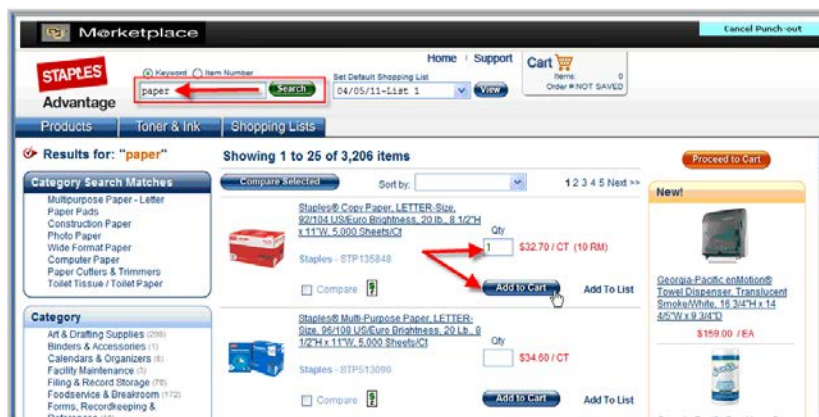 Marketplace
Cancel Punch-out
Home | Support
Cart
Items: 0
Order #:NOT SAVED
STAPLES
Advantage
Keyword Item Number
paper
Search
Set Default Shopping List
04/05/11-List 1
View
Products
Toner & Ink
Shopping Lists
Results for: "paper"
Showing 1 to 25 of 3,206 items
Proceed to Cart
Category Search Matches
Multipurpose Paper - Letter
Paper Pads
Construction Paper
Photo Paper
Wide Format Paper
Computer Paper
Paper Cutters & Trimmers
Toilet Tissue / Toilet Paper
Category
Art & Drafting Supplies (298)
Binders & Accessories (1)
Calendars & Organizers
Facility Maintenance
Filing & Record Storage
Foodservice & Breakroom (172)
Forms, Recordkeeping &
Compare Selected
Sort by:
1 2 3 4 5 Next >>
Staples® Copy Paper, LETTER-Size,
92/104 US/Euro Brightness, 20 lb., 8 1/2"H
x 11"W, 5,000 Sheets/Ct
Staples - STP135848
Qty
1
$32.70 / CT (10 RM)
Compare
Add to Cart
Add To List
Staples® Multi-Purpose Paper, LETTER-
Size, 96/108 US/Euro Brightness, 20 Lb., 8
1/2"H x 11"W, 5,000 Sheets/Ct
Staples - STP513096
Qty
$34.60 / CT
Compare
Add to Cart
Add To List
New!
Georgia-Pacific enMotion®
Towel Dispenser, Translucent
Smoke/White, 16 3/4"H x 14
4/5"W x 9 3/4"D
$159.00 / EA